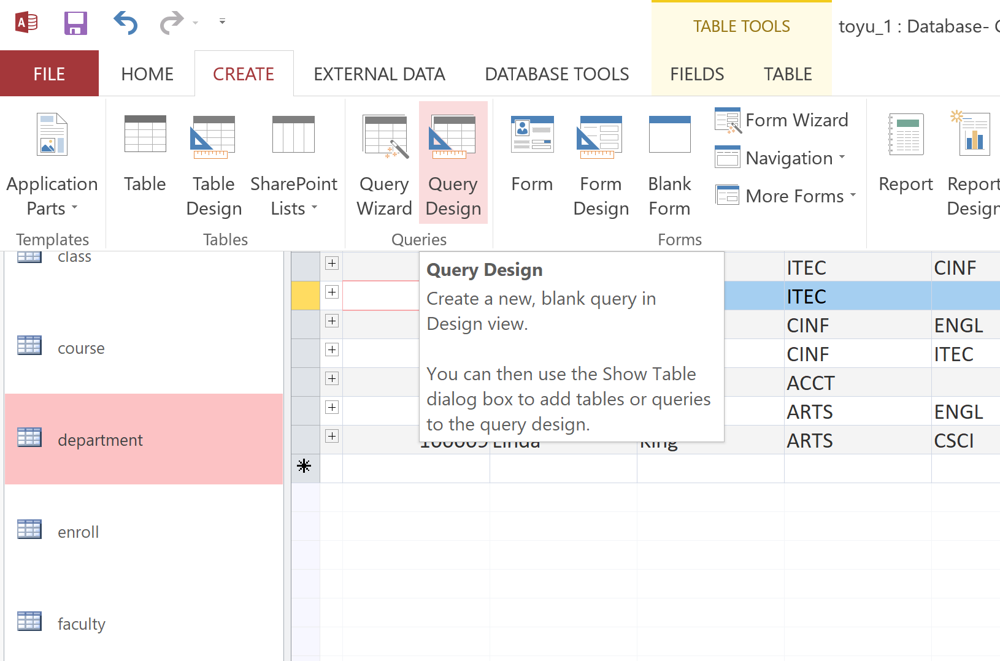 TABLE TOOLS
toyu_1 : Database-
FILE
HOME
CREATE
EXTERNAL DATA
DATABASE TOOLS
FIELDS
TABLE
Application
Parts
Table
Table
Design
SharePoint
Lists
Query
Wizard
Query
Design
Form
Form
Design
Blank
Form
Form Wizard
Navigation
More Forms
Report
Report
Design
Templates
Tables
Queries
Forms
class
course
department
enroll
faculty
Query Design
Create a new, blank query in
Design view.
You can then use the Show Table
dialog box to add tables or queries
to the query design.
ITEC CINF
ITEC
CINF ENGL
CINF ITEC
ACCT
ARTS ENGL
100009 Linda King ARTS CSCI